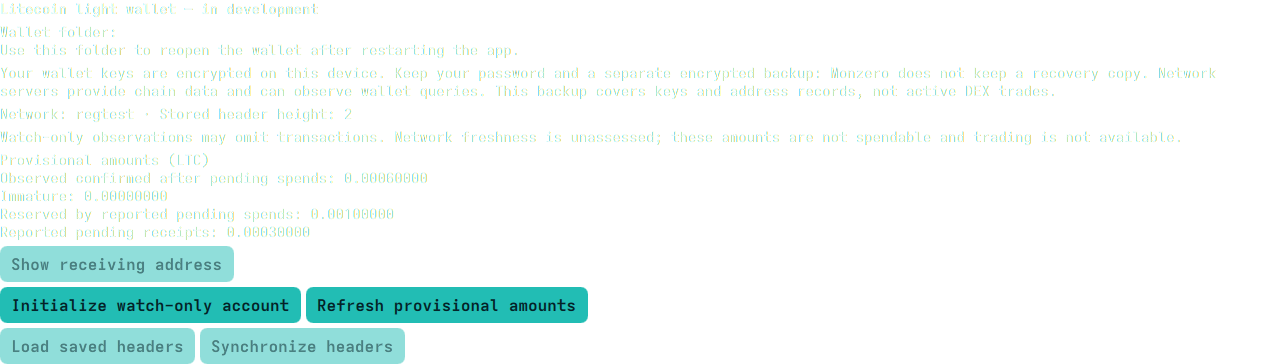 Litecoin light wallet — in development
Wallet folder:
Use this folder to reopen the wallet after restarting the app.
Your wallet keys are encrypted on this device. Keep your password and a separate encrypted backup: Monzero does not keep a recovery copy. Network
servers provide chain data and can observe wallet queries. This backup covers keys and address records, not active DEX trades.
Network: regtest · Stored header height: 2
Watch-only observations may omit transactions. Network freshness is unassessed; these amounts are not spendable and trading is not available.
Provisional amounts (LTC)
Observed confirmed after pending spends: 0.00060000
Immature: 0.00000000
Reserved by reported pending spends: 0.00100000
Reported pending receipts: 0.00030000
Show receiving address
Initialize watch-only account Refresh provisional amounts
Load saved headers Synchronize headers